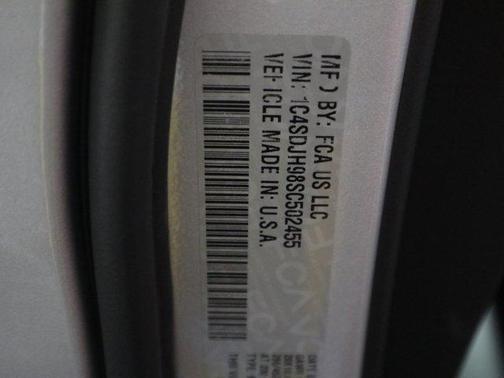 MFD BY: FCA US LLC
VIN: 1C4SDJH98SC502455
VEHICLE MADE IN: U.S.A.